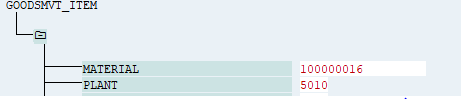 GOODSMVT_ITEM
MATERIAL 100000016
PLANT 5010